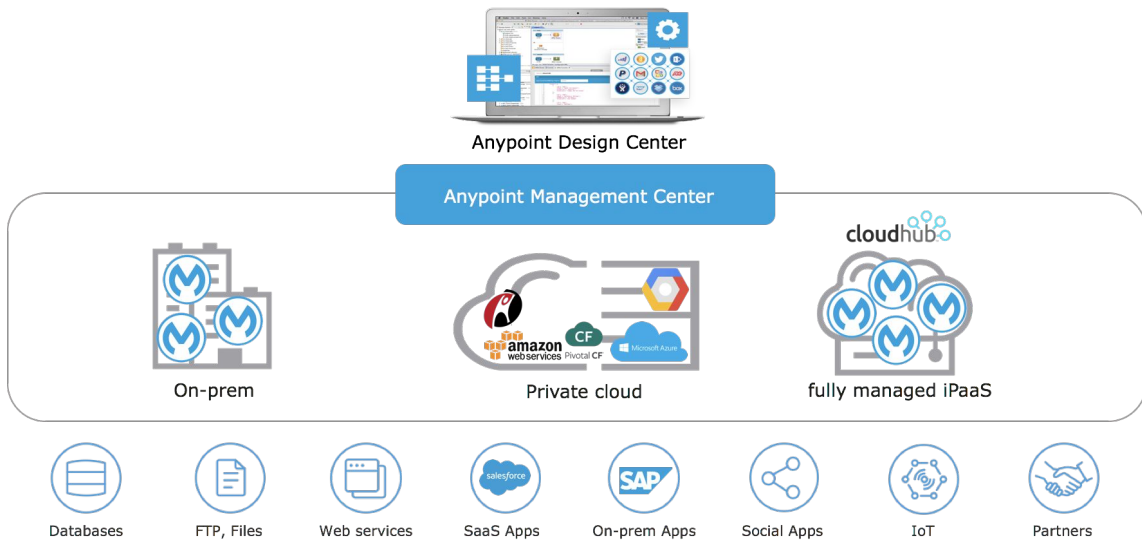 box
Anypoint Design Center
Anypoint Management Center
cloudhub
amazon
webservices
CF
Pivotal CF
Microsoft Azure
On-prem
Private cloud
fully managed iPaaS
salesforce
SAP
Databases
FTP, Files
Web services
SaaS Apps
On-prem Apps
Social Apps
IoT
Partners